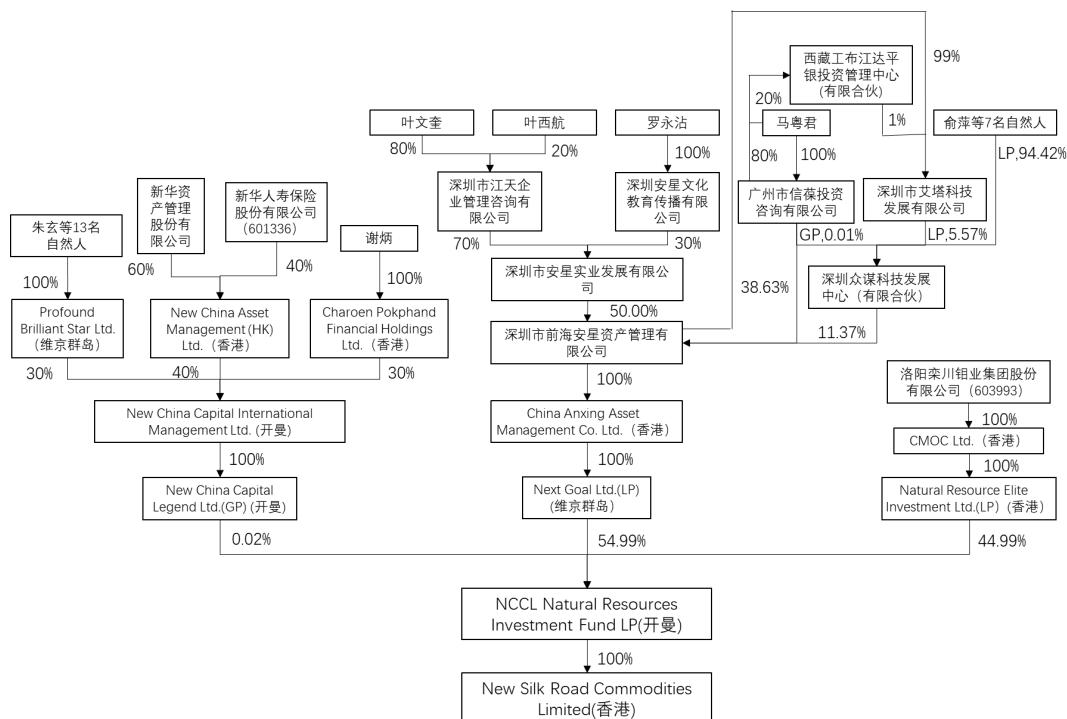 西藏工布江达平
银投资管理中心
(有限合伙)
99%
20%
1%
叶文奎
叶西航
罗永沾
马粤君
俞萍等7名自然人
80%
20%
100%
80%
100%
LP,94.42%
新华资
产管理
股份有
限公司
新华人寿保险
股份有限公司
（601336）
深圳市江天企
业管理咨询有
限公司
深圳安星文化
教育传播有限
公司
广州市信葆投资
咨询有限公司
深圳市艾塔科技
发展有限公司
朱玄等13名
自然人
谢炳
60%
40%
70%
30%
GP,0.01%
LP,5.57%
100%
100%
深圳市安星实业发展有限公
司
深圳众谋科技发展
中心（有限合伙）
38.63%
Profound
Brilliant Star Ltd.
（维京群岛）
New China Asset
Management (HK)
Ltd.（香港）
Charoen Pokphand
Financial Holdings
Ltd.（香港）
50.00%
11.37%
深圳市前海安星资产管理有
限公司
30%
40%
30%
100%
洛阳栾川钼业集团股份
有限公司（603993）
New China Capital International
Management Ltd. (开曼)
China Anxing Asset
Management Co. Ltd.（香港）
100%
CMOC Ltd.（香港）
100%
100%
100%
New China Capital
Legend Ltd.(GP) (开曼)
Next Goal Ltd.(LP)
(维京群岛）
Natural Resource Elite
Investment Ltd.(LP)（香港）
0.02%
54.99%
44.99%
NCCL Natural Resources
Investment Fund LP(开曼)
100%
New Silk Road Commodities
Limited(香港)